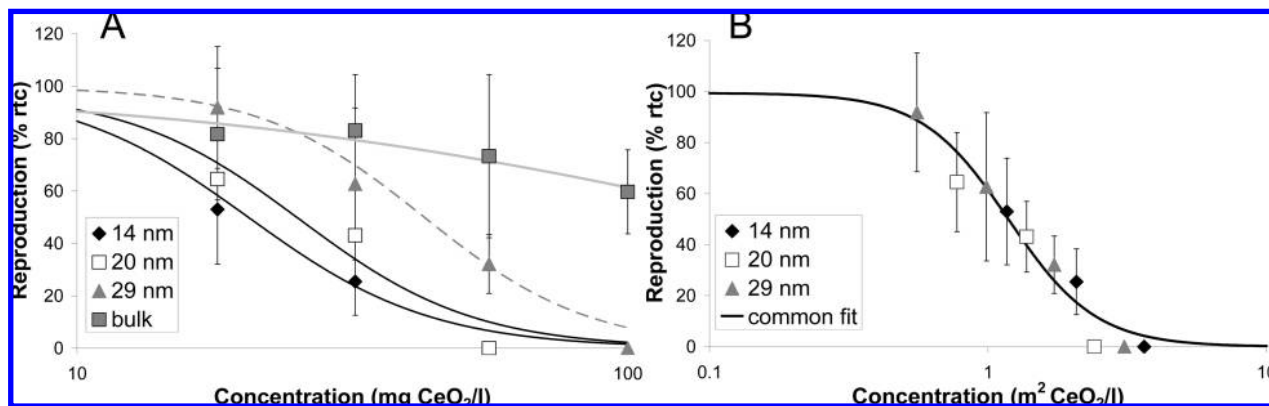 A
Reproduction (% rtc)
120
100
80
60
40
20
0
14 nm
20 nm
29 nm
bulk
10
100
Concentration (mg CeO2/l)
B
Reproduction (% rtc)
120
100
80
60
40
20
0
14 nm
20 nm
29 nm
common fit
0.1
1
10
Concentration (m² CeO2/l)